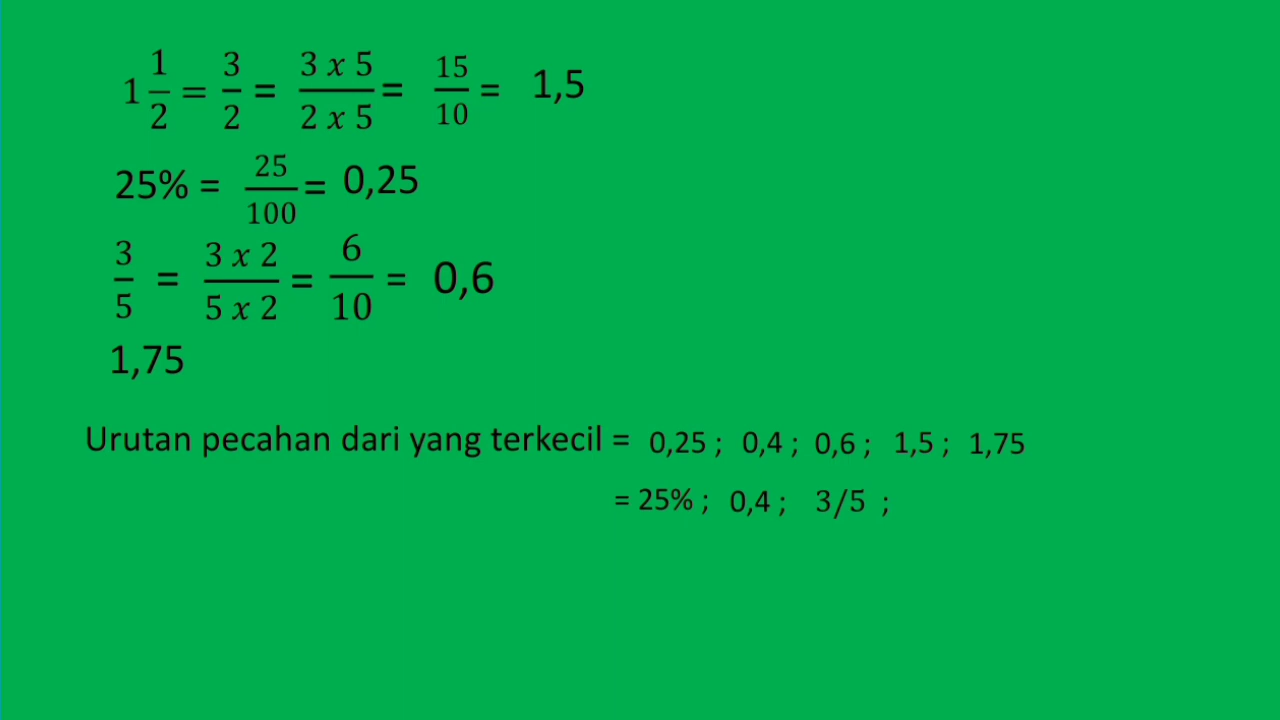 1 1/2 = 3/2 = 3 x 5 / 2 x 5 = 15/10 = 1,5
25% = 25/100 = 0,25
3/5 = 3 x 2 / 5 x 2 = 6/10 = 0,6
1,75
Urutan pecahan dari yang terkecil = 0,25 ; 0,4 ; 0,6 ; 1,5 ; 1,75
= 25% ; 0,4 ; 3/5 ;